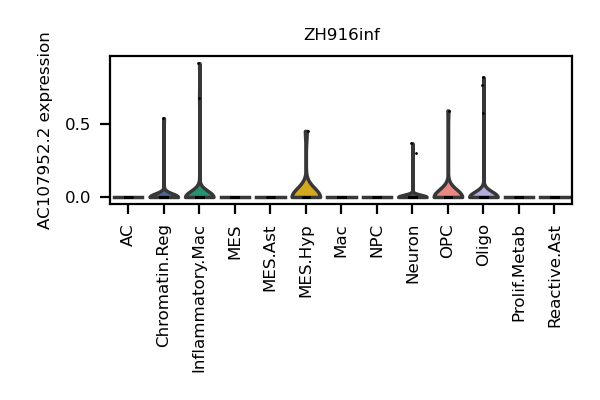 ZH916inf
AC107952.2 expression
0.5
0.0
AC
Chromatin.Reg
Inflammatory.Mac
MES
MES.Ast
MES.Hyp
Mac
NPC
Neuron
OPC
Oligo
Prolif.Metab
Reactive.Ast